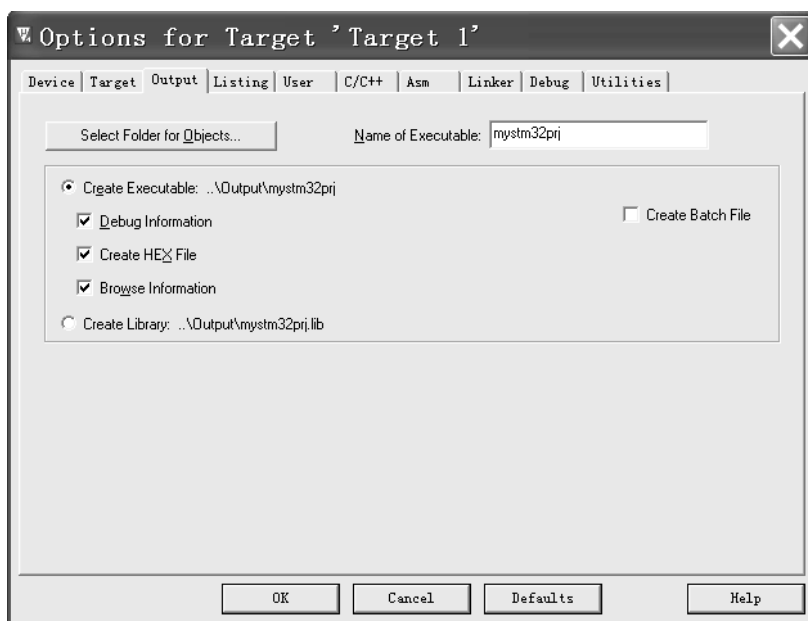 Options for Target 'Target 1'
Device Target Output Listing User C/C++ Asm Linker Debug Utilities
Select Folder for Objects... Name of Executable: mystm32prj
Create Executable: ..\Output\mystm32prj
Debug Information Create Batch File
Create HEX File
Browse Information
Create Library: ..\Output\mystm32prj.lib
OK Cancel Defaults Help